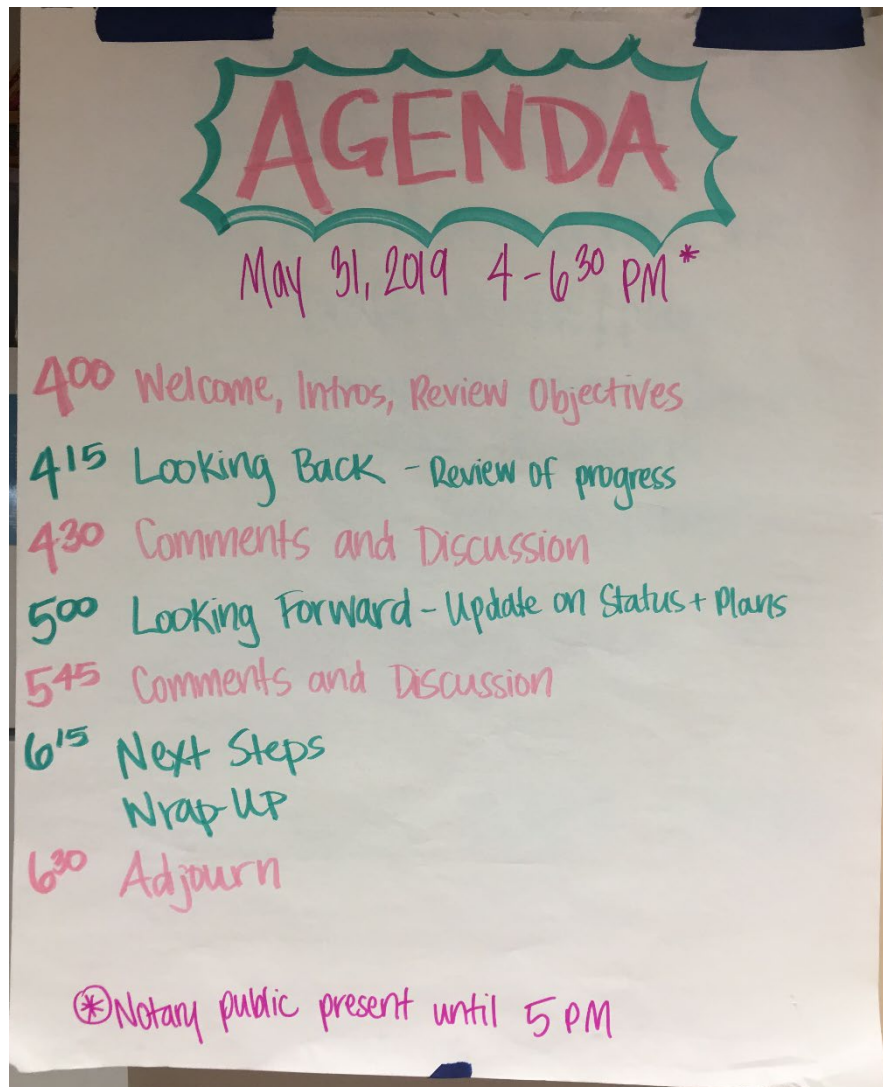 AGENDA
May 31, 2019 4-6³⁰ PM*
4⁰⁰ Welcome, Intros, Review Objectives
4¹⁵ Looking Back - Review of progress
4³⁰ Comments and Discussion
5⁰⁰ Looking Forward - Update on Status + Plans
5⁴⁵ Comments and Discussion
6¹⁵ Next Steps
Wrap-Up
6³⁰ Adjourn
⊛Notary public present until 5 PM